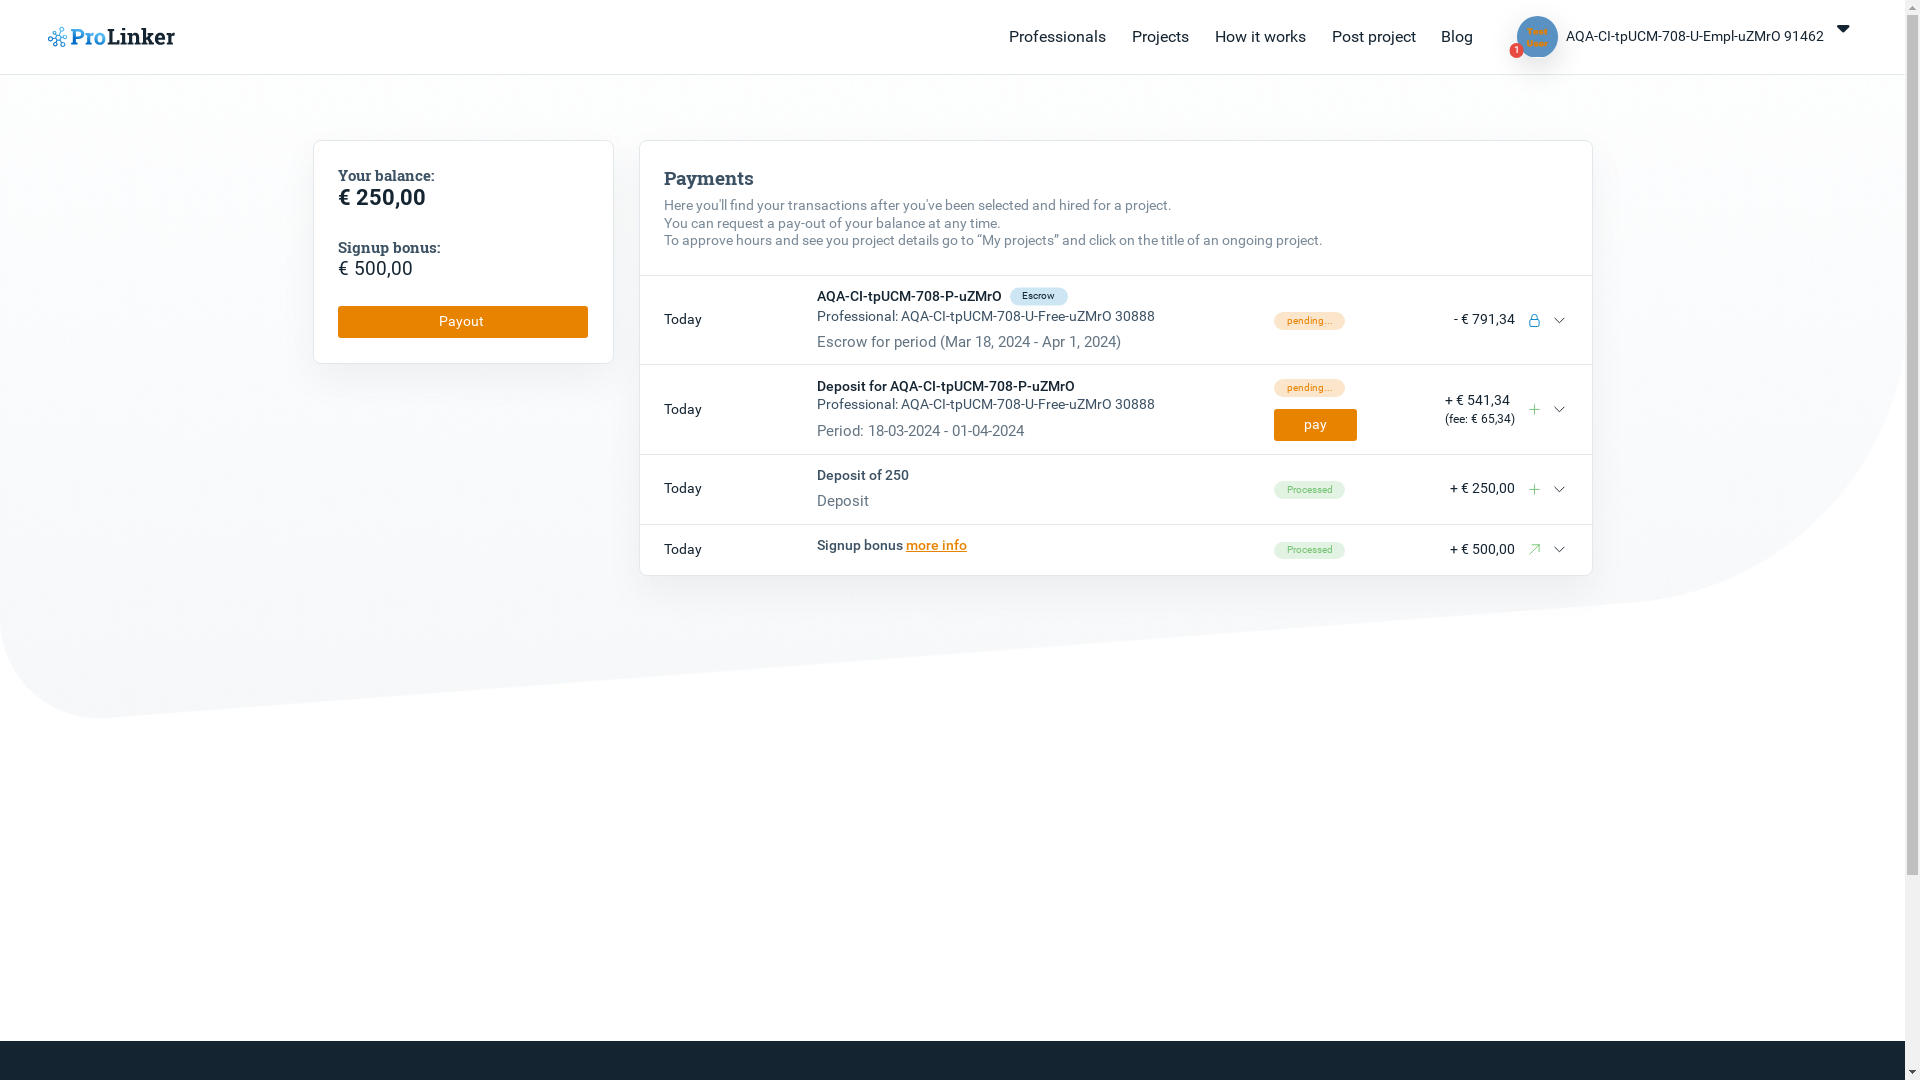 ProLinker
Professionals Projects How it works Post project Blog
1
Test
User
AQA-CI-tpUCM-708-U-Empl-uZMrO 91462
Your balance:
€ 250,00
Signup bonus:
€ 500,00
Payout
Payments
Here you'll find your transactions after you've been selected and hired for a project.
You can request a pay-out of your balance at any time.
To approve hours and see you project details go to “My projects” and click on the title of an ongoing project.
Today
AQA-CI-tpUCM-708-P-uZMrO Escrow
Professional: AQA-CI-tpUCM-708-U-Free-uZMrO 30888
Escrow for period (Mar 18, 2024 - Apr 1, 2024)
pending...
- € 791,34
Today
Deposit for AQA-CI-tpUCM-708-P-uZMrO
Professional: AQA-CI-tpUCM-708-U-Free-uZMrO 30888
Period: 18-03-2024 - 01-04-2024
pending...
pay
+ € 541,34
(fee: € 65,34)
Today
Deposit of 250
Deposit
Processed
+ € 250,00
Today
Signup bonus more info
Processed
+ € 500,00